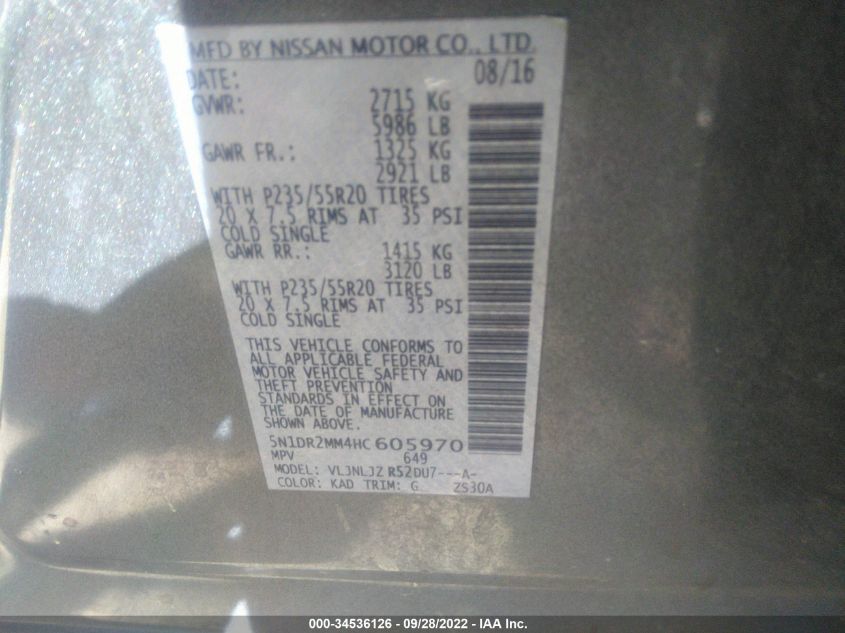 MFD BY NISSAN MOTOR CO., LTD.
DATE: 08/16
GVWR: 2715 KG
5986 LB
GAWR FR.: 1325 KG
2921 LB
WITH P235/55R20 TIRES
20 X 7.5 RIMS AT 35 PSI
COLD SINGLE
GAWR RR.: 1415 KG
3120 LB
WITH P235/55R20 TIRES
20 X 7.5 RIMS AT 35 PSI
COLD SINGLE
THIS VEHICLE CONFORMS TO
ALL APPLICABLE FEDERAL
MOTOR VEHICLE SAFETY AND
THEFT PREVENTION
STANDARDS IN EFFECT ON
THE DATE OF MANUFACTURE
SHOWN ABOVE.
5N1DR2MM4HC605970
MPV 649
MODEL: VLJNLJZ R52DU7---A-
COLOR: KAD TRIM: G ZS30A
000-34536126 - 09/28/2022 - IAA Inc.